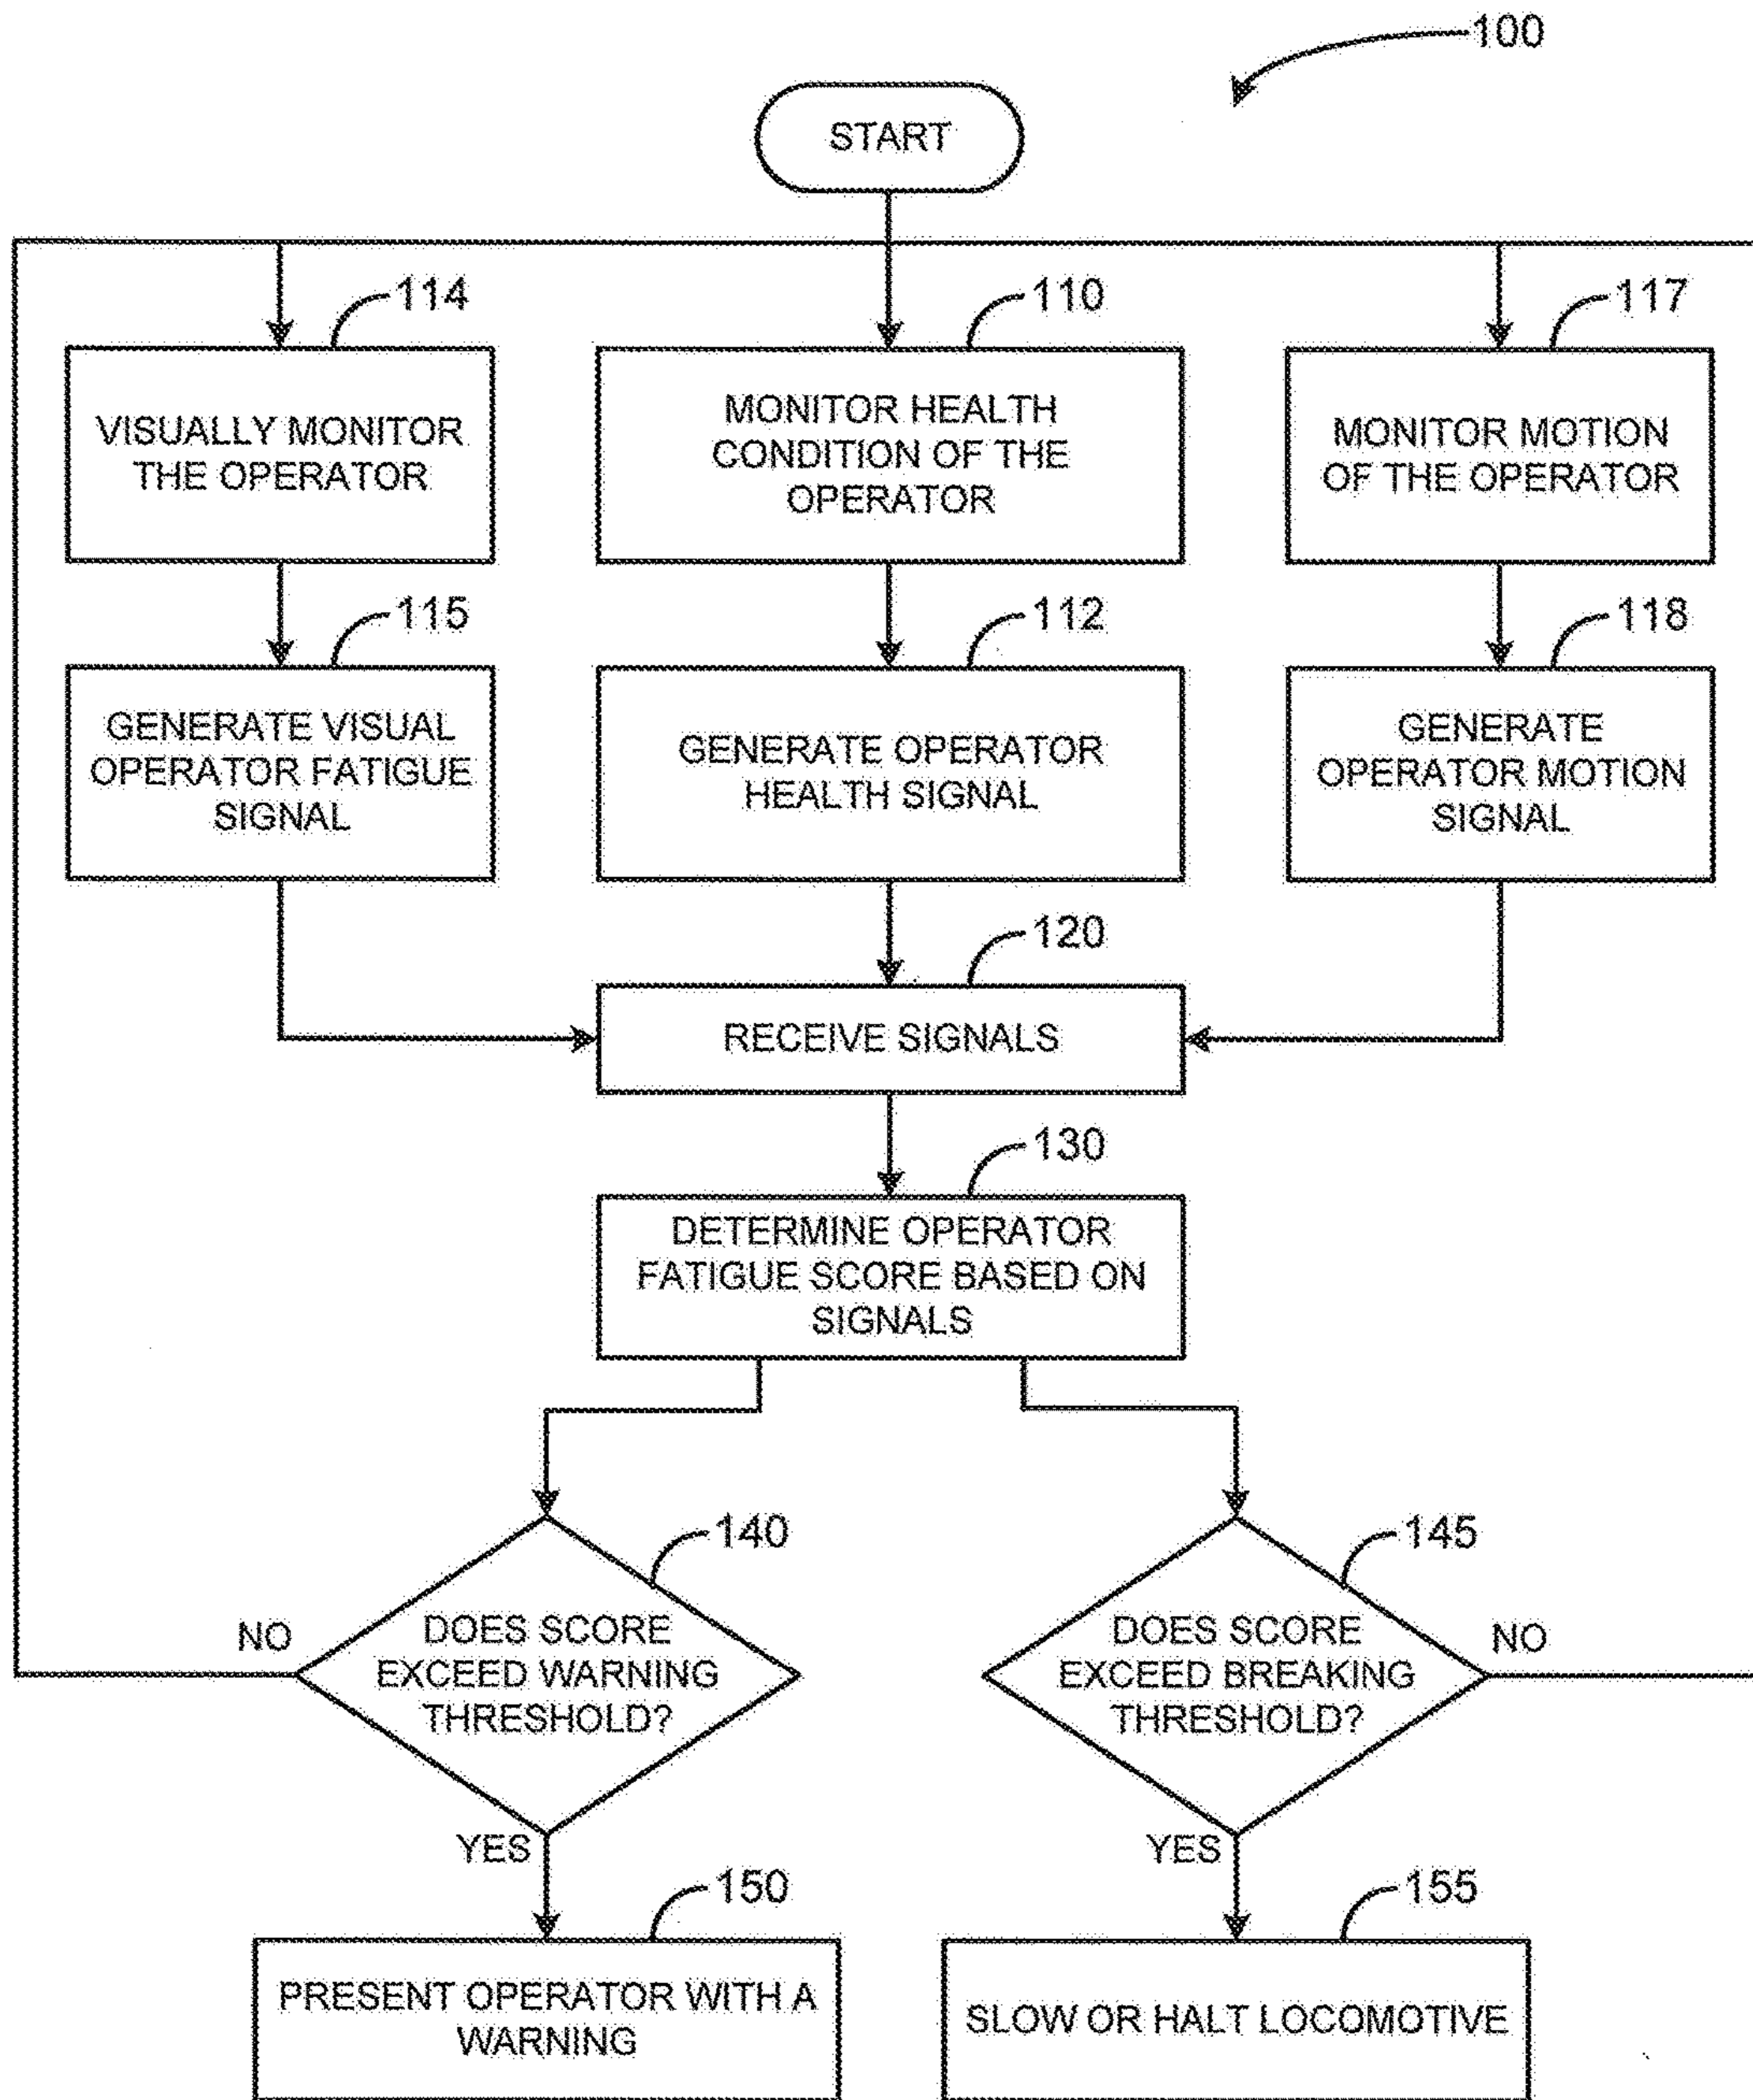 100
START
114
110
117
VISUALLY MONITOR
THE OPERATOR
MONITOR HEALTH
CONDITION OF THE
OPERATOR
MONITOR MOTION
OF THE OPERATOR
115
112
118
GENERATE VISUAL
OPERATOR FATIGUE
SIGNAL
GENERATE OPERATOR
HEALTH SIGNAL
GENERATE
OPERATOR MOTION
SIGNAL
120
RECEIVE SIGNALS
130
DETERMINE OPERATOR
FATIGUE SCORE BASED ON
SIGNALS
140
145
NO
DOES SCORE
EXCEED WARNING
THRESHOLD?
DOES SCORE
EXCEED BREAKING
THRESHOLD?
NO
YES
YES
150
155
PRESENT OPERATOR WITH A
WARNING
SLOW OR HALT LOCOMOTIVE